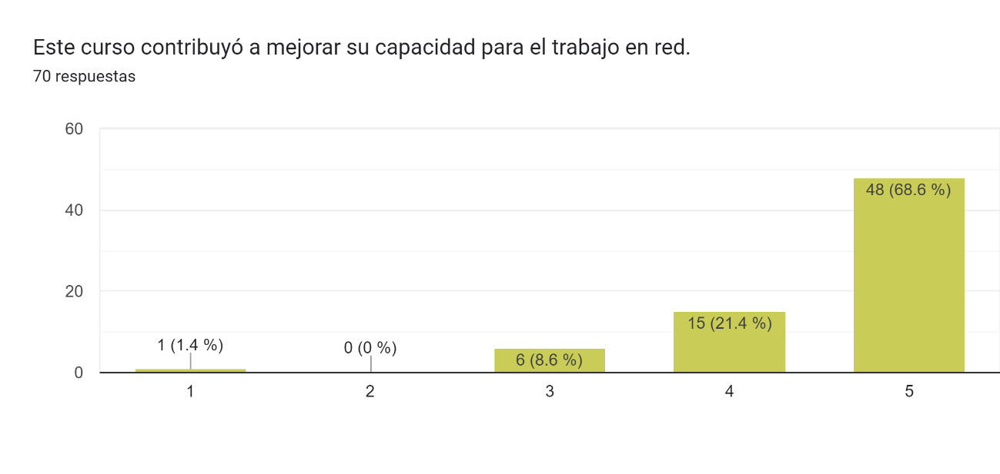 Este curso contribuyó a mejorar su capacidad para el trabajo en red.
70 respuestas
60
40
20
0
1 (1.4 %)
0 (0 %)
6 (8.6 %)
15 (21.4 %)
48 (68.6 %)
1
2
3
4
5